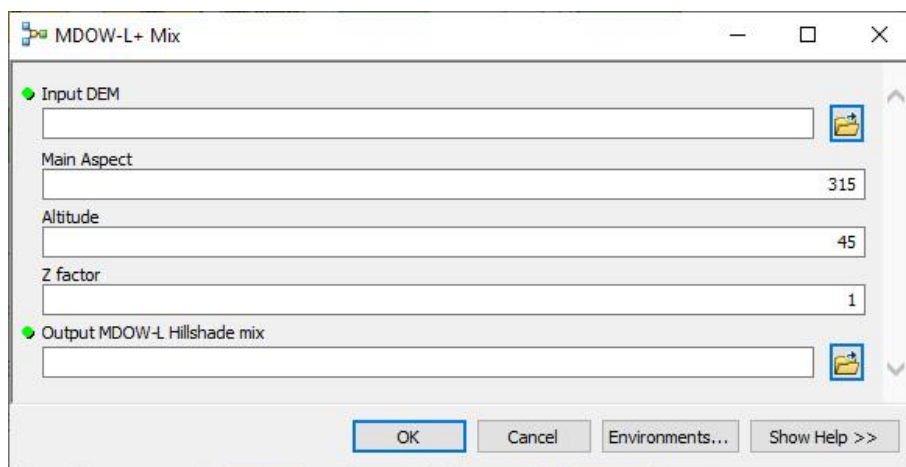 MDOW-L+ Mix
Input DEM
Main Aspect
315
Altitude
45
Z factor
1
Output MDOW-L Hillshade mix
OK Cancel Environments... Show Help >>